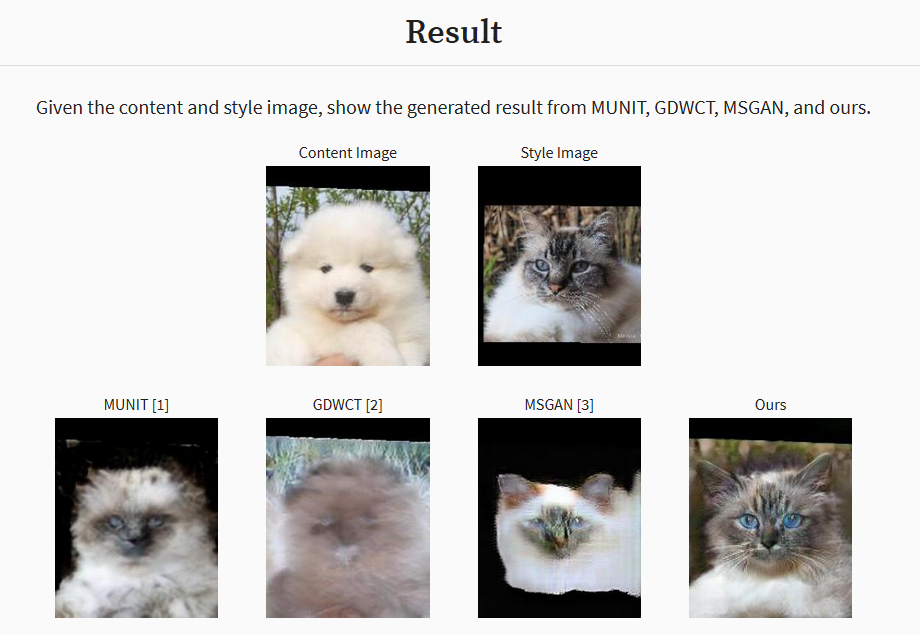 Result
Given the content and style image, show the generated result from MUNIT, GDWCT, MSGAN, and ours.
Content Image
Style Image
MUNIT [1]
GDWCT [2]
MSGAN [3]
Ours